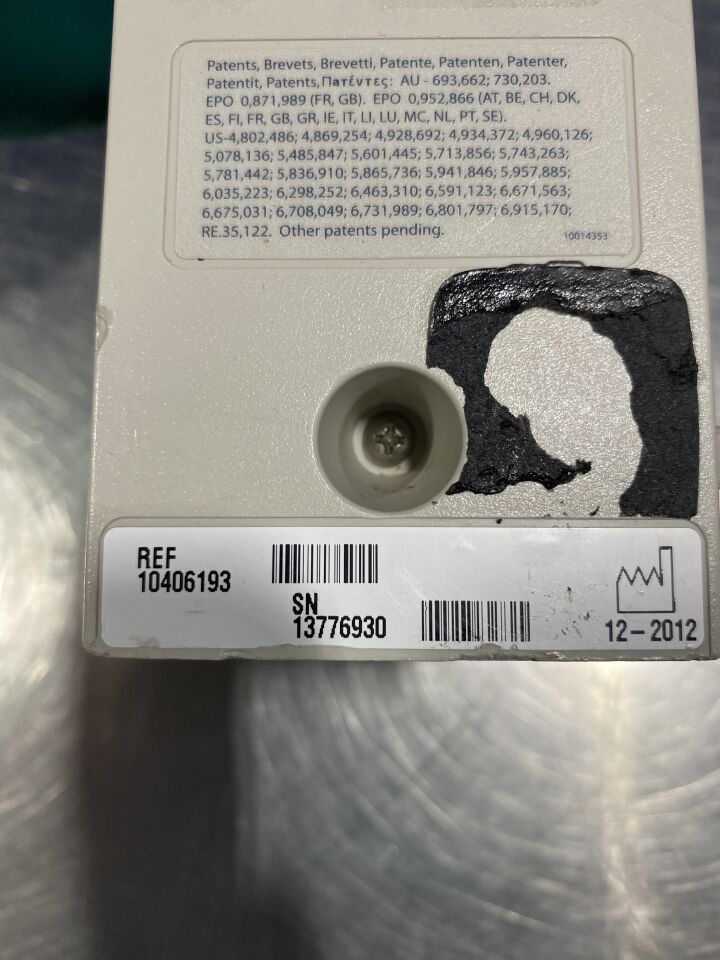 Patents, Brevets, Brevetti, Patente, Patenten, Patenter,
Patentit, Patents, Πατέντες: AU - 693,662; 730,203.
EPO 0,871,989 (FR, GB). EPO 0,952,866 (AT, BE, CH, DK,
ES, FI, FR, GB, GR, IE, IT, LI, LU, MC, NL, PT, SE).
US-4,802,486; 4,869,254; 4,928,692; 4,934,372; 4,960,126;
5,078,136; 5,485,847; 5,601,445; 5,713,856; 5,743,263;
5,781,442; 5,836,910; 5,865,736; 5,941,846; 5,957,885;
6,035,223; 6,298,252; 6,463,310; 6,591,123; 6,671,563;
6,675,031; 6,708,049; 6,731,989; 6,801,797; 6,915,170;
RE.35,122. Other patents pending.
10014353
REF
10406193
SN
13776930
12-2012